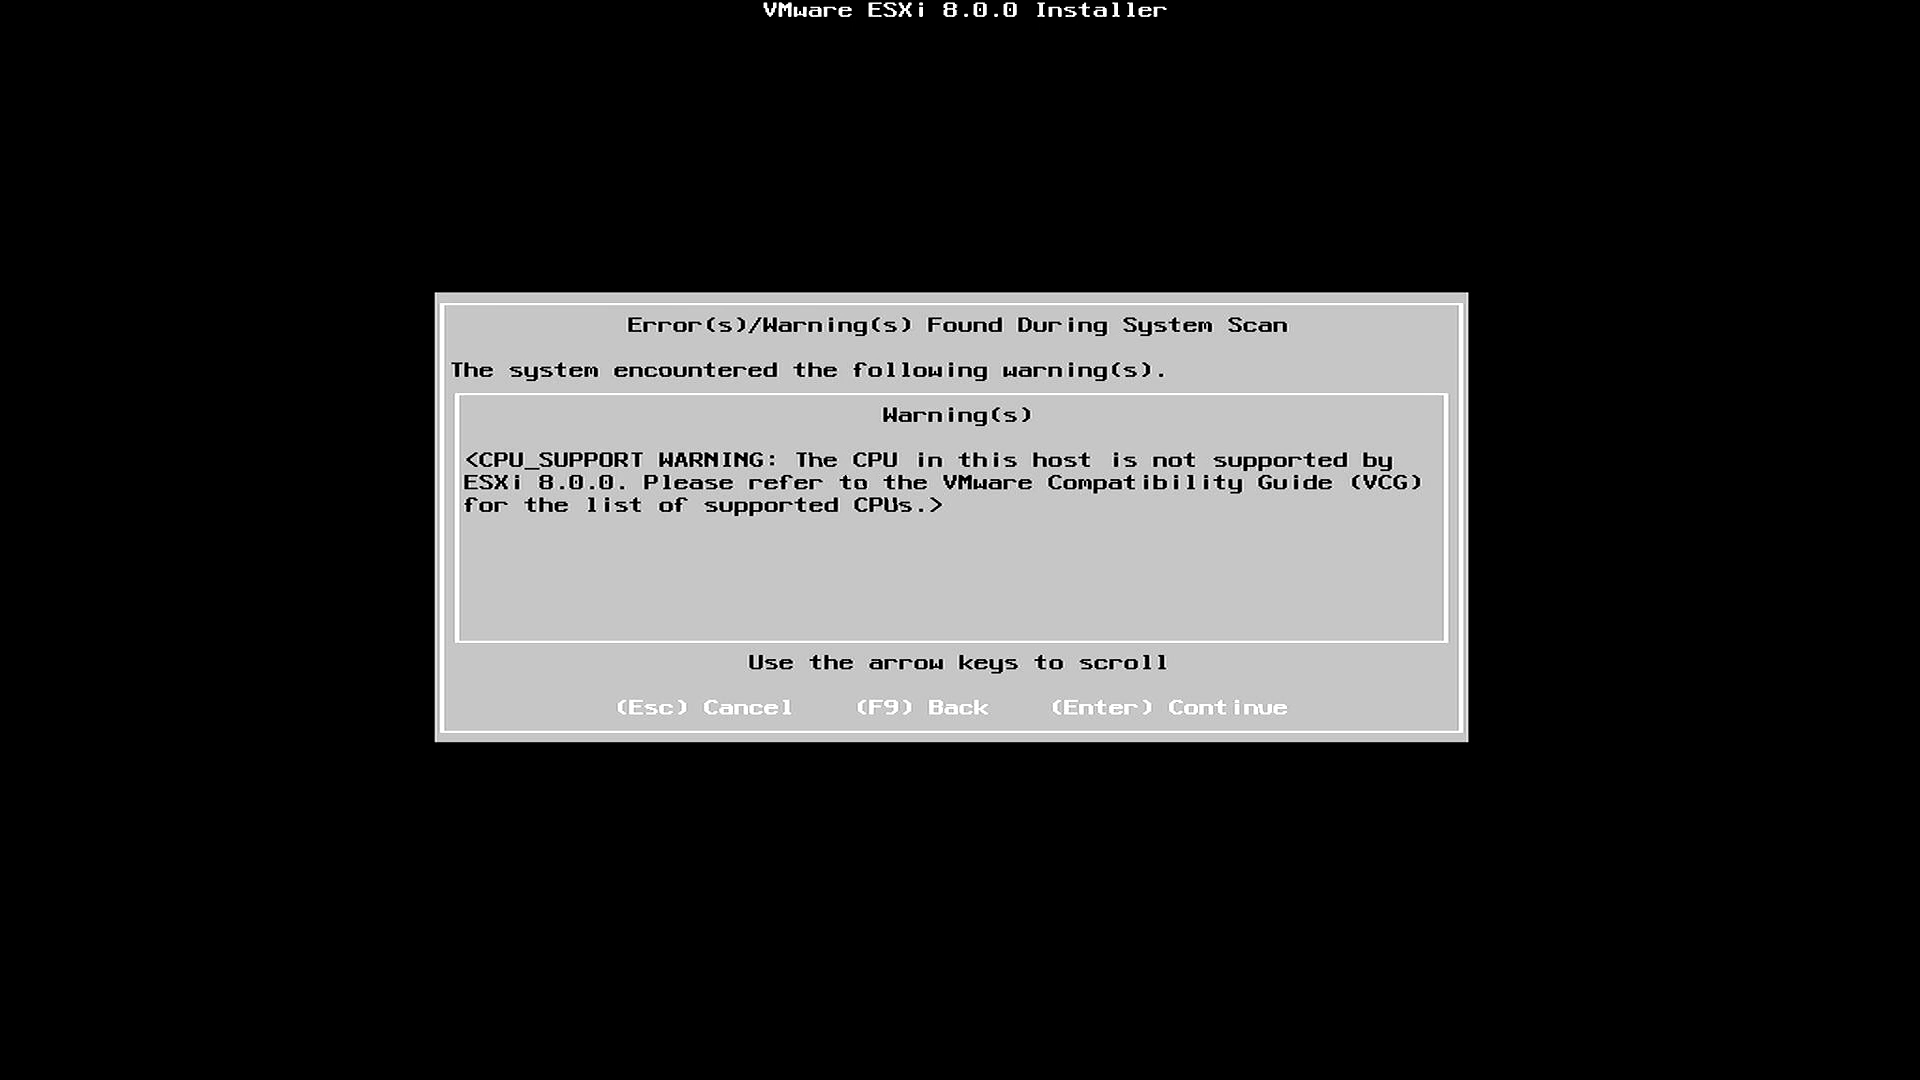 VMware ESXi 8.0.0 Installer
Error(s)/Warning(s) Found During System Scan
The system encountered the following warning(s).
Warning(s)
<CPU_SUPPORT WARNING: The CPU in this host is not supported by
ESXi 8.0.0. Please refer to the VMware Compatibility Guide (VCG)
for the list of supported CPUs.>
Use the arrow keys to scroll
(Esc) Cancel    (F9) Back    (Enter) Continue